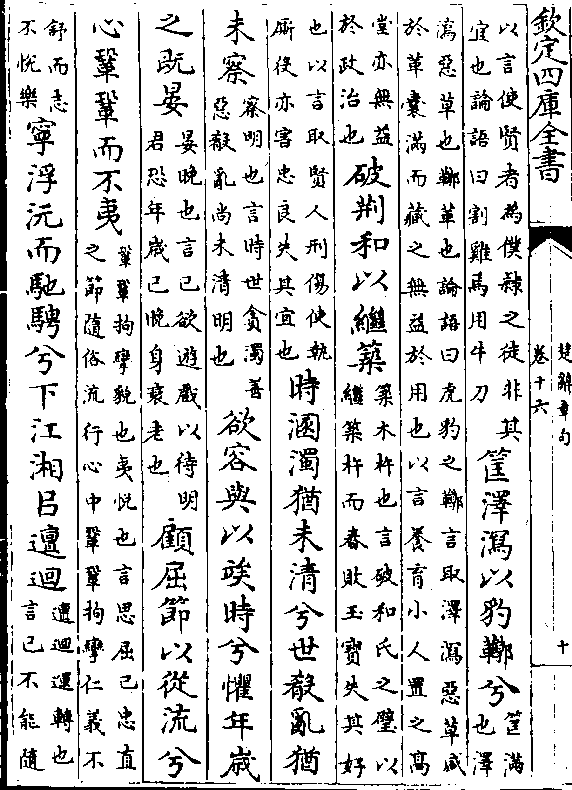 欽定四庫全書
楚辭章句
卷十六
十
以言使賢者為僕隸之徒非其
宜也論語曰割雞焉用牛刀
筐澤瀉以豹鞹兮
筐滿
也澤
瀉惡草也鞹革也論語曰虎豹之鞹言取澤瀉惡草盛
於革囊滿而藏之無益於用也以言養育小人置之高
堂亦無益
於政治也
破荊和以繼築
築木杵也言破和氏之璧以
繼築杵而舂敗玉寶失其好
也以言取賢人刑傷使執
廝役亦害忠良失其宜也
時溷濁猶未清兮世殽亂猶
未察
察明也言時世貪濁善
惡殽亂尚未清明也
欲容與以竢時兮懼年歲
之既晏
晏晚也言已欲遊戲以待明
君恐年歲已晚身衰老也
顧屈節以從流兮
心鞏鞏而不夷
鞏鞏拘攣貌也夷悅也言思屈己忠直
之節隨俗流行心中鞏鞏拘攣仁義不
舒而志
不悅樂
寧浮沅而馳騁兮下江湘㠯邅迴
邅迴運轉也
言已不能隨